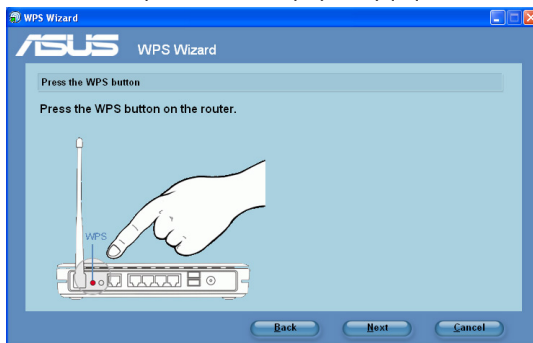 WPS Wizard
ASUS WPS Wizard
Press the WPS button
Press the WPS button on the router.
WPS
Back Next Cancel